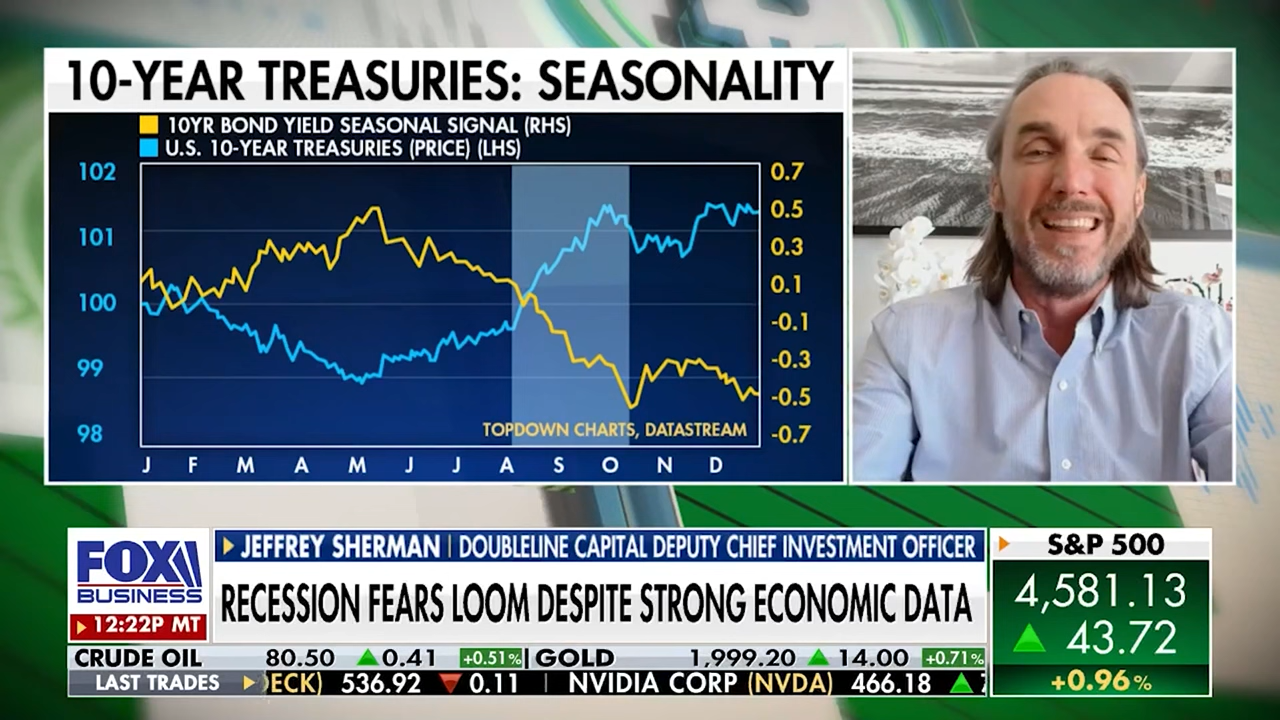 10-YEAR TREASURIES: SEASONALITY
10YR BOND YIELD SEASONAL SIGNAL (RHS)
U.S. 10-YEAR TREASURIES (PRICE) (LHS)
102
101
100
99
98
0.7
0.5
0.3
0.1
-0.1
-0.3
-0.5
-0.7
TOPDOWN CHARTS, DATASTREAM
J F M A M J J A S O N D
FOX
BUSINESS
12:22P MT
JEFFREY SHERMAN | DOUBLELINE CAPITAL DEPUTY CHIEF INVESTMENT OFFICER
RECESSION FEARS LOOM DESPITE STRONG ECONOMIC DATA
S&P 500
4,581.13
43.72
+0.96%
CRUDE OIL 80.50 0.41 +0.51% GOLD 1,999.20 14.00 +0.71%
LAST TRADES ECK) 536.92 0.11 | NVIDIA CORP (NVDA) 466.18